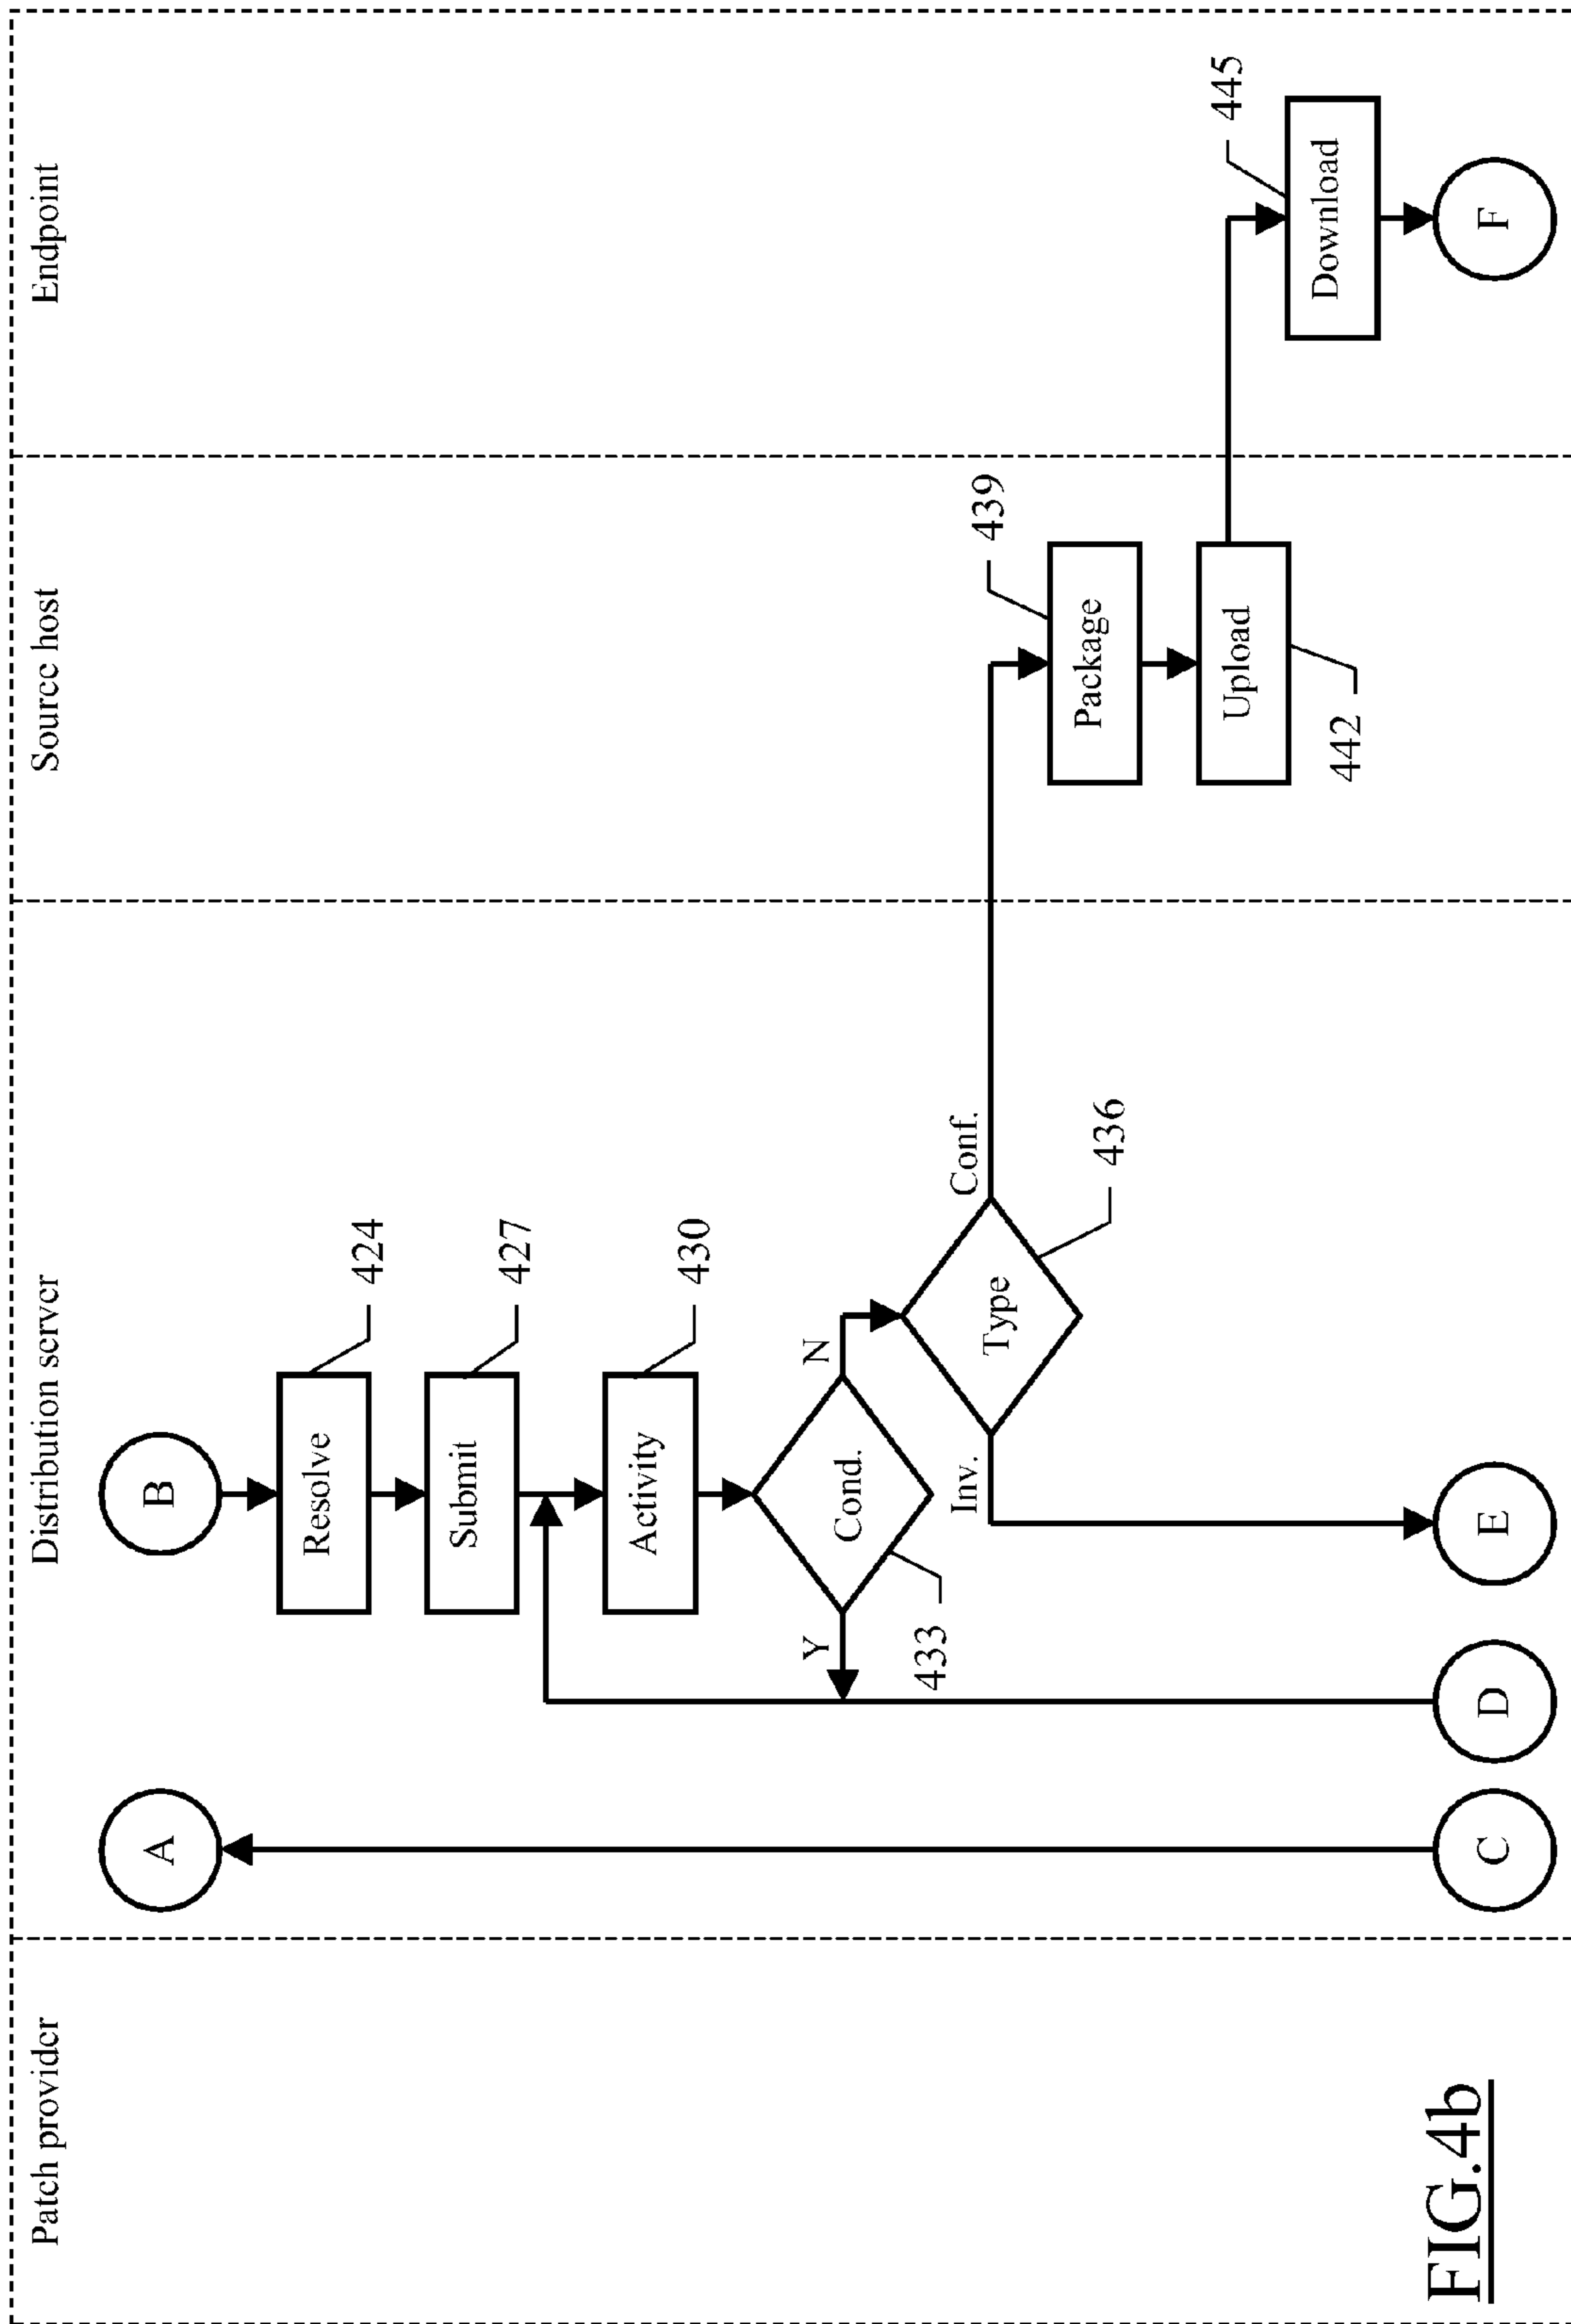 Patch provider
Distribution server
Source host
Endpoint
A
B
Resolve
424
Submit
427
Activity
430
Cond.
Y
N
433
Type
Inv.
Conf.
436
Package
439
Upload
442
Download
445
C
D
E
F
FIG.4b